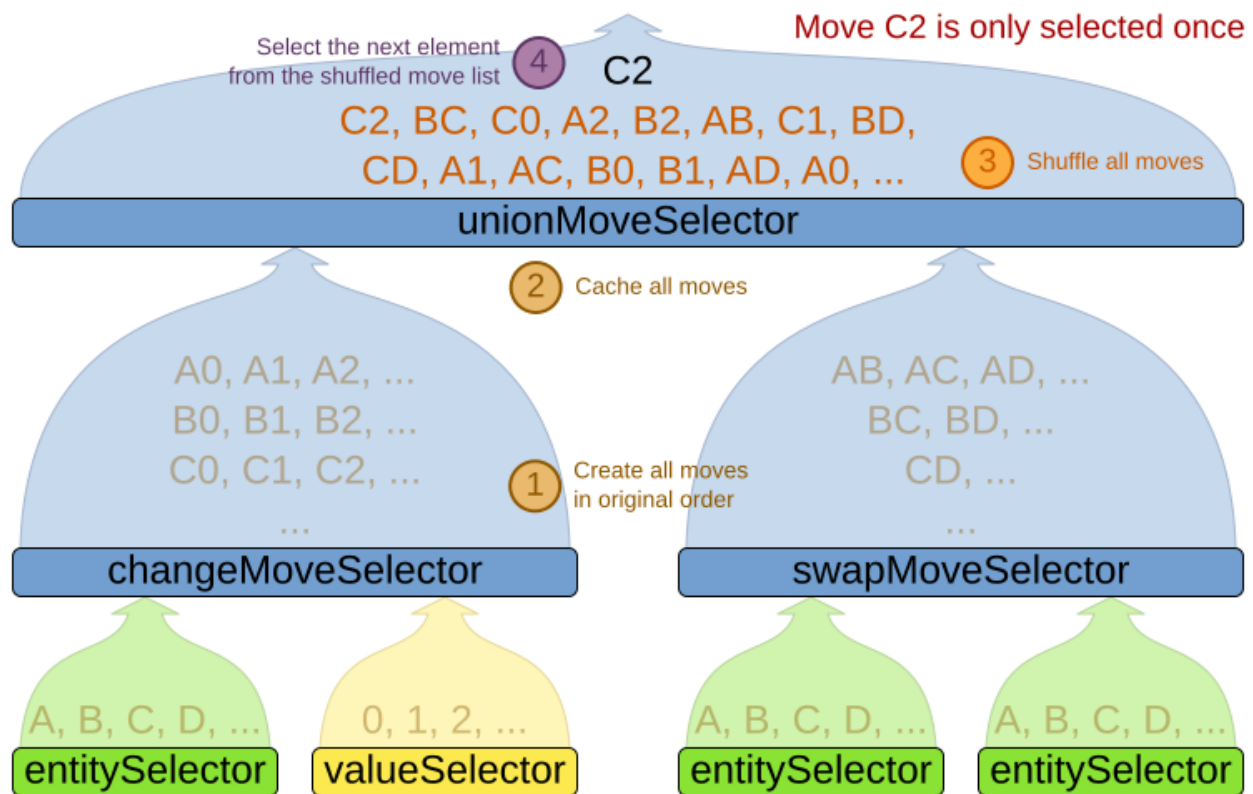 Move C2 is only selected once
Select the next element
from the shuffled move list
4
C2
C2, BC, C0, A2, B2, AB, C1, BD,
CD, A1, AC, B0, B1, AD, A0, ...
3
Shuffle all moves
unionMoveSelector
2
Cache all moves
A0, A1, A2, ...
B0, B1, B2, ...
C0, C1, C2, ...
...
1
Create all moves
in original order
AB, AC, AD, ...
BC, BD, ...
CD, ...
...
changeMoveSelector
swapMoveSelector
A, B, C, D, ...
0, 1, 2, ...
A, B, C, D, ...
A, B, C, D, ...
entitySelector
valueSelector
entitySelector
entitySelector